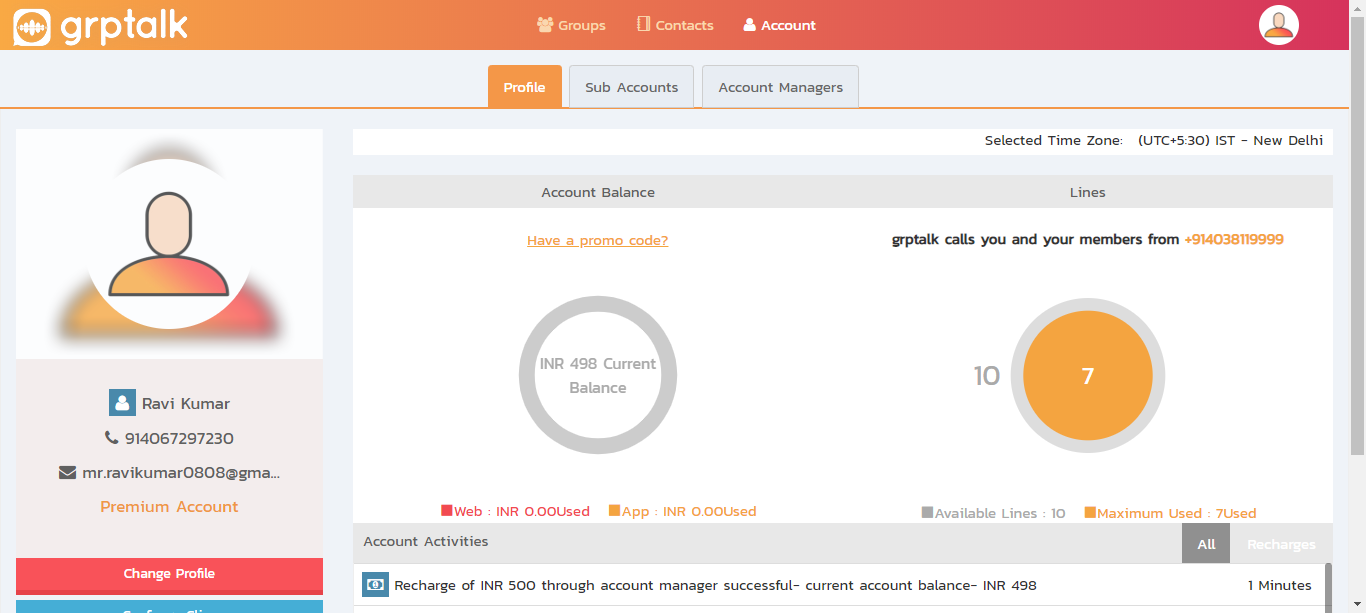 grptalk
Groups
Contacts
Account
Profile
Sub Accounts
Account Managers
Selected Time Zone: (UTC+5:30) IST - New Delhi
Account Balance
Lines
Have a promo code?
grptalk calls you and your members from +914038119999
INR 498 Current
Balance
10
7
Web : INR 0.00Used
App : INR 0.00Used
Available Lines : 10
Maximum Used : 7Used
Ravi Kumar
914067297230
mr.ravikumar0808@gma...
Premium Account
Change Profile
Account Activities
All
Recharges
Recharge of INR 500 through account manager successful- current account balance- INR 498
1 Minutes